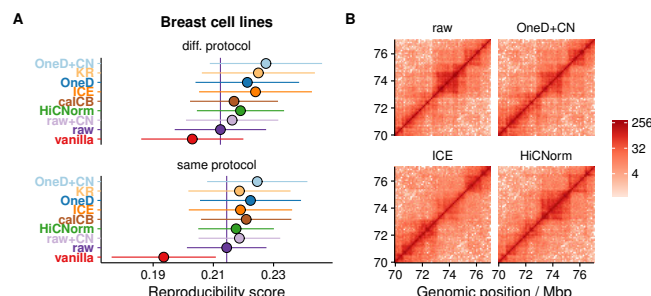 A
Breast cell lines
diff. protocol
OneD+CN
KR
OneD
ICE
calCB
HiCNorm
raw+CN
raw
vanilla
same protocol
OneD+CN
KR
OneD
ICE
calCB
HiCNorm
raw+CN
raw
vanilla
0.19 0.21 0.23
Reproducibility score
B
raw OneD+CN
76
74
72
70
ICE HiCNorm
76
74
72
70
70 72 74 76 70 72 74 76
Genomic position / Mbp
256
32
4